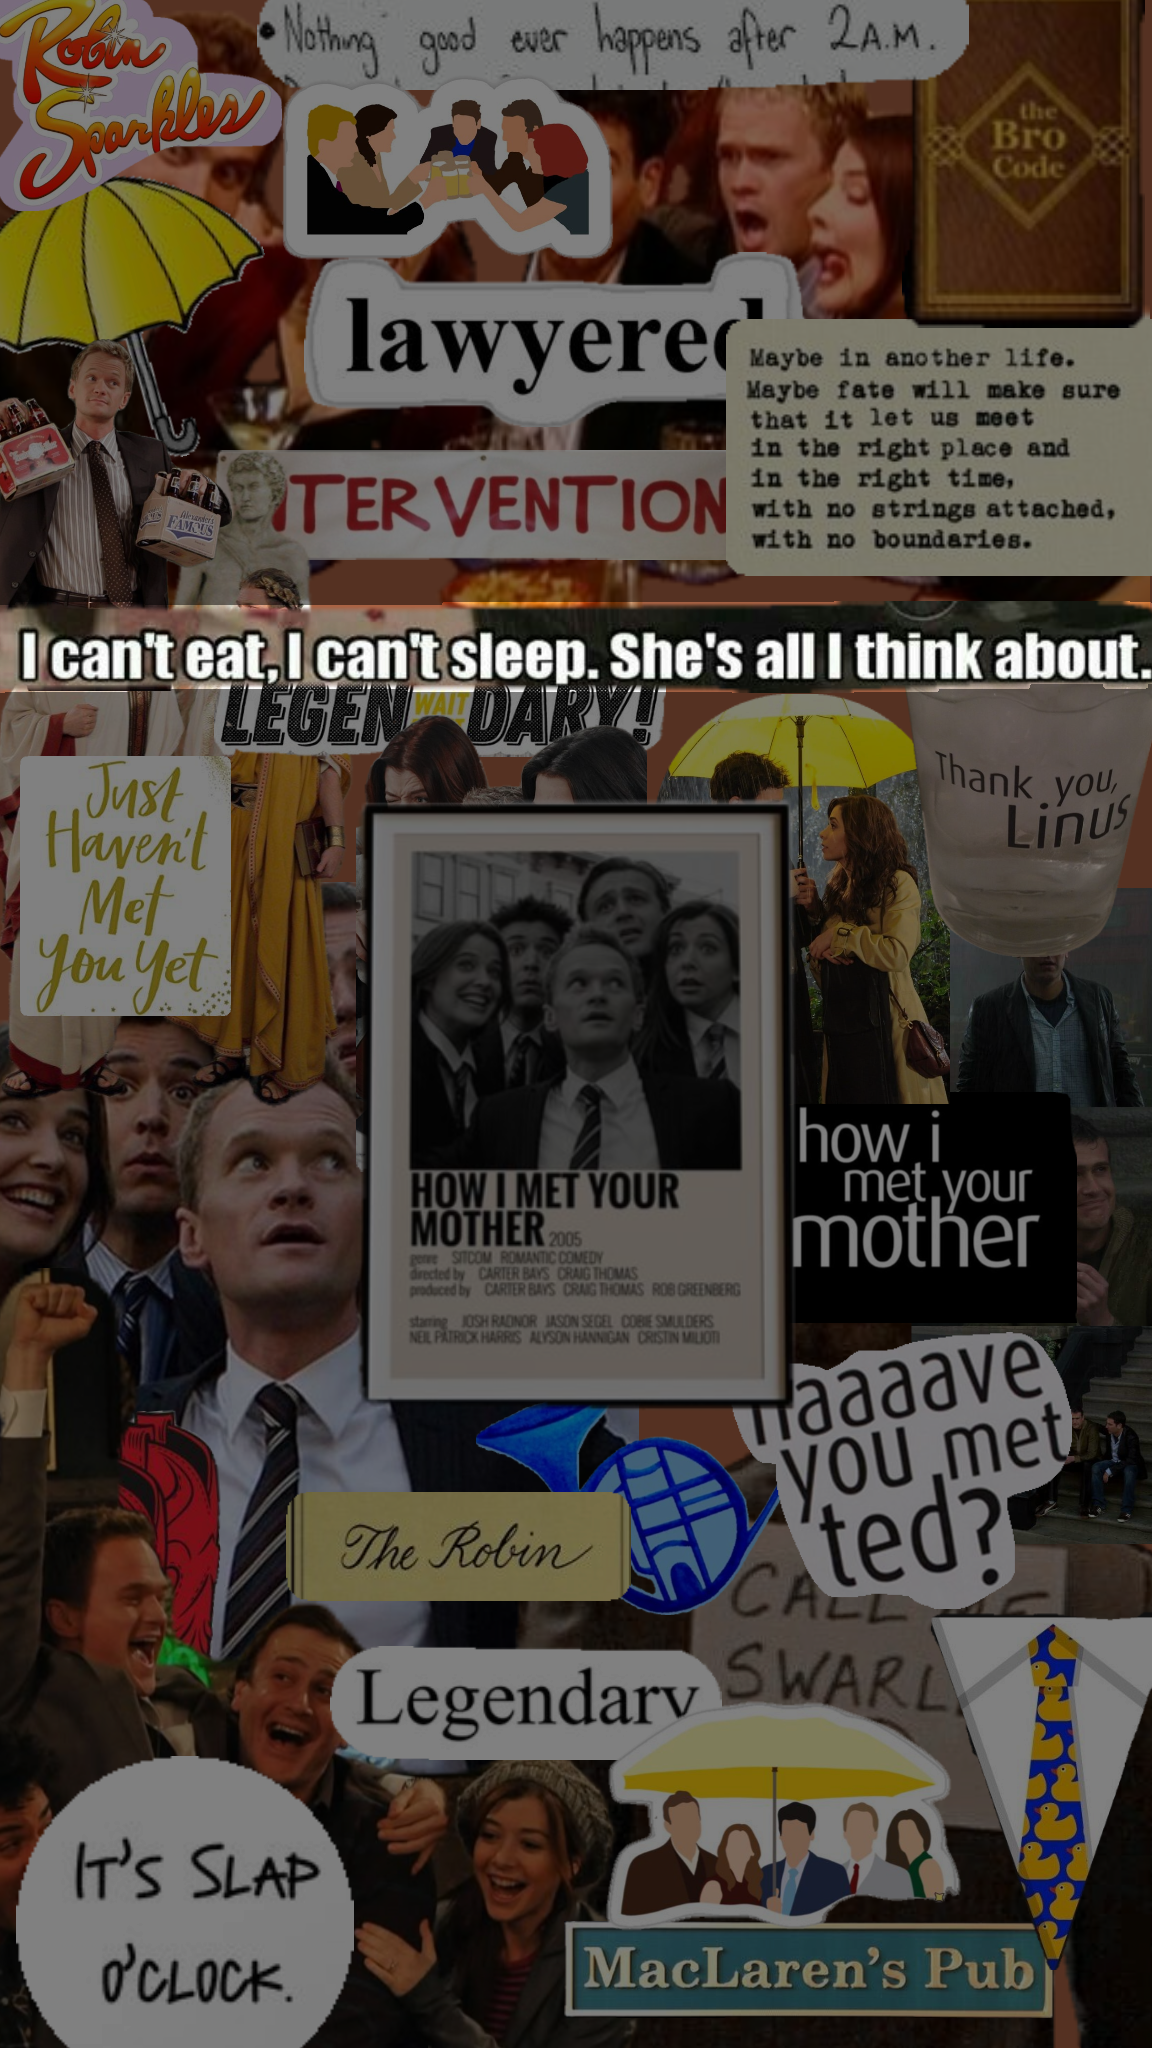 Nothing good ever happens after 2A.M.
Robin
Sparkles
the
Bro
Code
lawyered
Maybe in another life.
Maybe fate will make sure
that it let us meet
in the right place and
in the right time,
with no strings attached,
with no boundaries.
TERVENTION
Alexander's
FAMOUS
I can't eat, I can't sleep. She's all I think about.
LEGEN WAIT DARY!
Just
Haven't
Met
You Yet
Thank you,
Linus
HOW I MET YOUR
MOTHER 2005
genre SITCOM ROMANTIC COMEDY
directed by CARTER BAYS CRAIG THOMAS
produced by CARTER BAYS CRAIG THOMAS ROB GREENBERG
starring JOSH RADNOR JASON SEGEL COBIE SMULDERS
NEIL PATRICK HARRIS ALYSON HANNIGAN CRISTIN MILIOTI
how i
met your
mother
haaaave
you met
ted?
The Robin
CALL ME
SWARL
Legendary
IT'S SLAP
O'CLOCK.
MacLaren's Pub